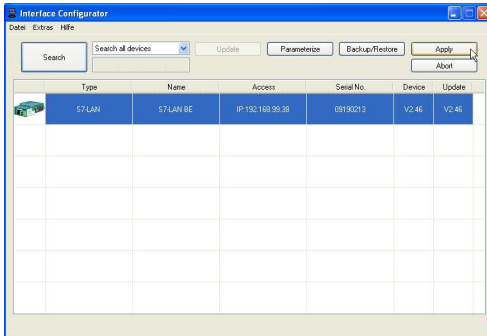 Interface Configurator
Datei Extras Hilfe
Search
Search all devices
Update
Parameterize
Backup/Restore
Apply
Abort
Type Name Access Serial No. Device Update
S7-LAN S7-LAN BE IP:192.168.99.38 09190213 V2.46 V2.46